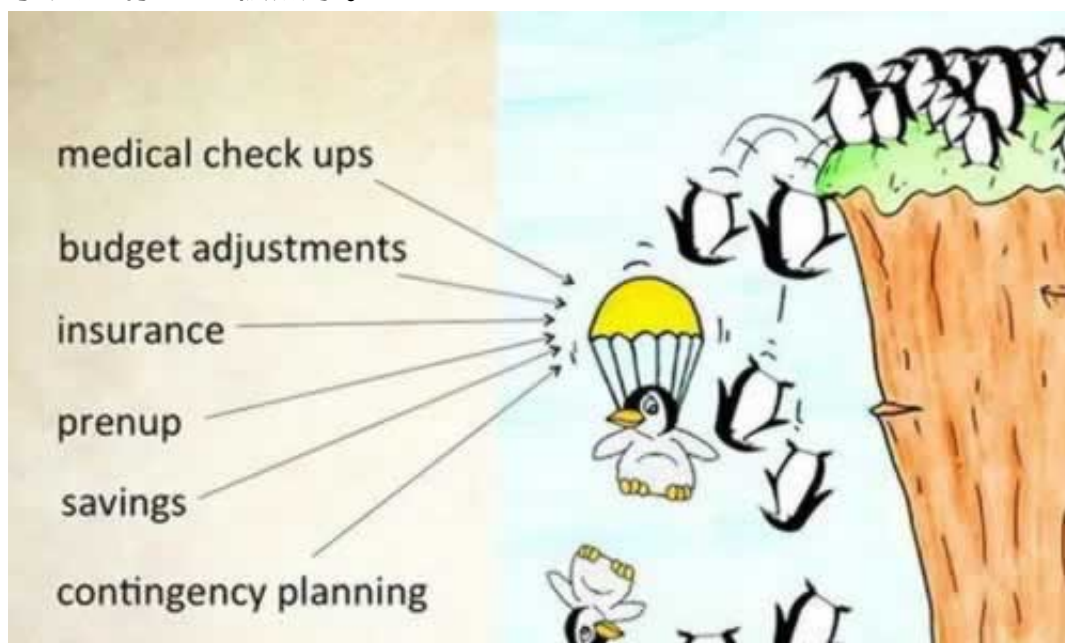 medical check ups
budget adjustments
insurance
prenup
savings
contingency planning